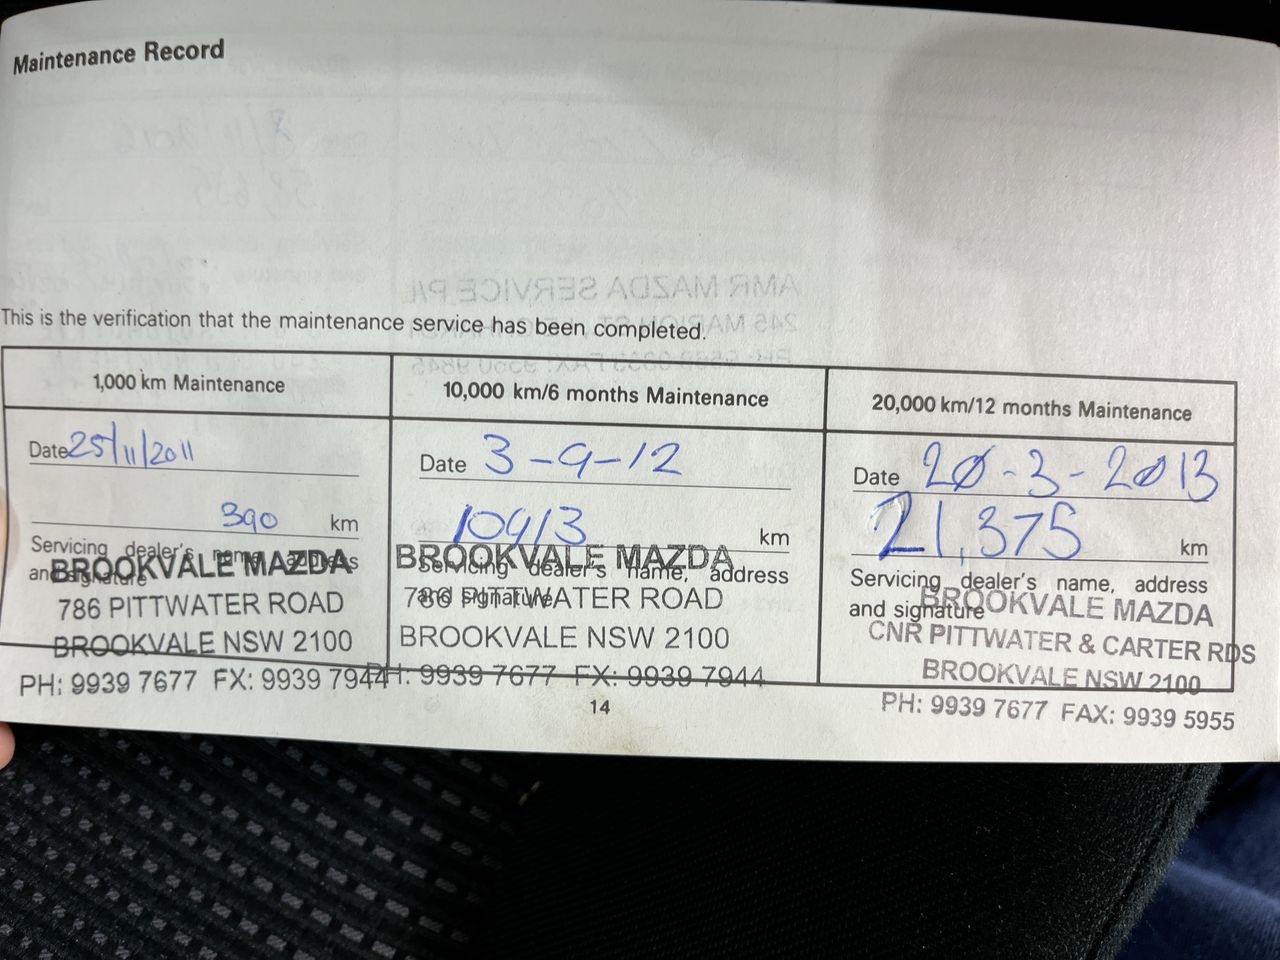 Maintenance Record
AMR MAZDA SERVICE P/L
This is the verification that the maintenance service has been completed.
1,000 km Maintenance
Date 25/11/2011
390 km
Servicing dealer's name, address
and signature
BROOKVALE MAZDA
786 PITTWATER ROAD
BROOKVALE NSW 2100
PH: 9939 7677 FX: 9939 7944
10,000 km/6 months Maintenance
Date 3-9-12
10913 km
Servicing dealer's name, address
and signature
BROOKVALE MAZDA
786 PITTWATER ROAD
BROOKVALE NSW 2100
PH: 9939 7677 FX: 9939 7944
20,000 km/12 months Maintenance
Date 20-3-2013
21,375 km
Servicing dealer's name, address
and signature
BROOKVALE MAZDA
CNR PITTWATER & CARTER RDS
BROOKVALE NSW 2100
PH: 9939 7677 FAX: 9939 5955
14